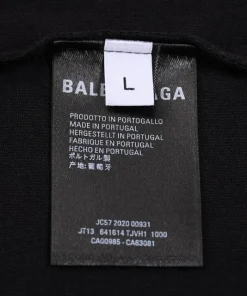 L
BALENCIAGA
PRODOTTO IN PORTOGALLO
MADE IN PORTUGAL
HERGESTELLT IN PORTUGAL
FABRIQUE EN PORTUGAL
HECHO EN PORTUGAL
ポルトガル製
产地:葡萄牙
JC57 2020 00931
JT13 641614 TJVH1 1000
CA00985 - CA63081